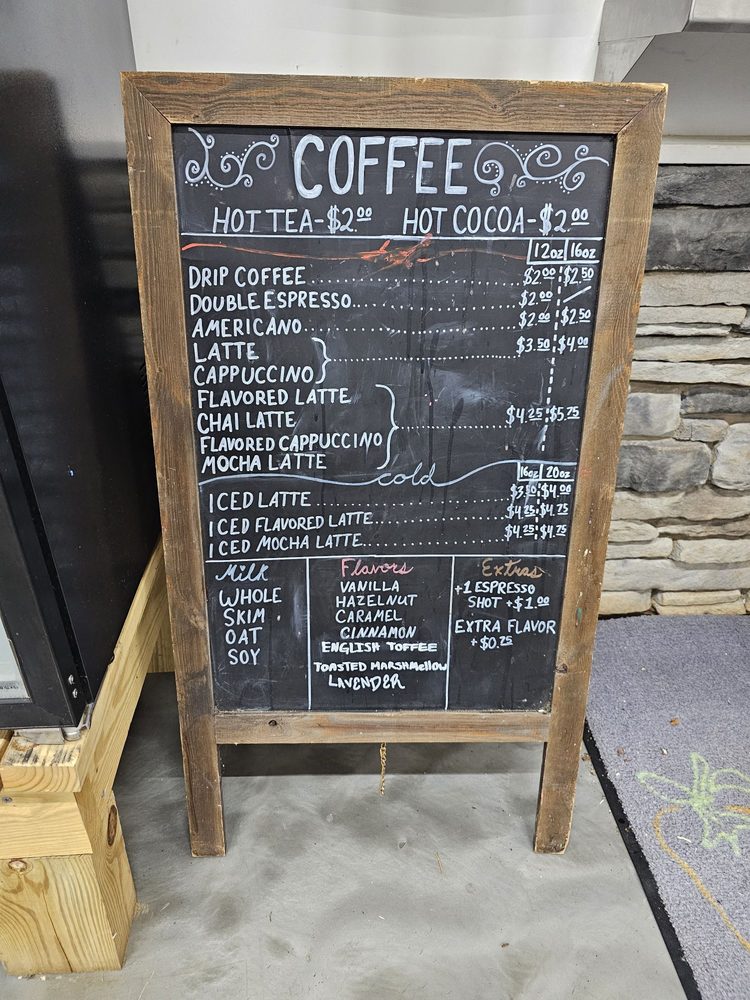 COFFEE
HOT TEA-$2.00 HOT COCOA-$2.00
12oz 16oz
DRIP COFFEE $2.00 $2.50
DOUBLE ESPRESSO $2.00
AMERICANO $2.00 $2.50
LATTE $3.50 $4.00
CAPPUCCINO
FLAVORED LATTE
CHAI LATTE $4.25 $5.75
FLAVORED CAPPUCCINO
MOCHA LATTE
cold 16oz 20oz
ICED LATTE $3.50 $4.00
ICED FLAVORED LATTE $4.25 $4.75
ICED MOCHA LATTE $4.25 $4.75
Milk
WHOLE
SKIM
OAT
SOY
Flavors
VANILLA
HAZELNUT
CARAMEL
CINNAMON
ENGLISH TOFFEE
TOASTED MARSHMALLOW
LAVENDER
Extras
+1 ESPRESSO
SHOT +$1.00
EXTRA FLAVOR
+$0.75